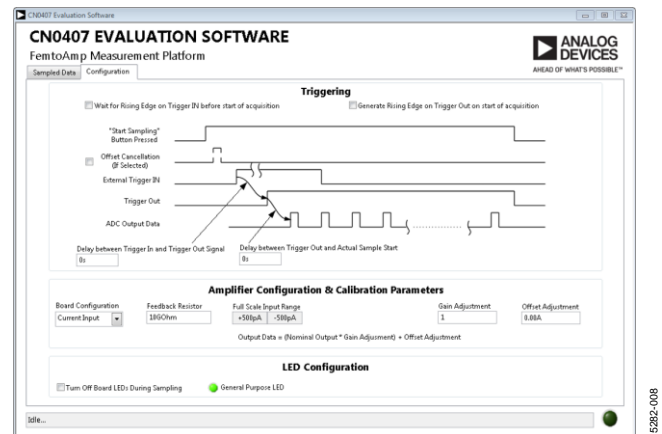 CN0407 Evaluation Software
CN0407 EVALUATION SOFTWARE
FemtoAmp Measurement Platform
ANALOG
DEVICES
AHEAD OF WHAT'S POSSIBLE™
Sampled Data Configuration
Triggering
Wait for Rising Edge on Trigger IN before start of acquisition
Generate Rising Edge on Trigger Out on start of acquisition
"Start Sampling"
Button Pressed
Offset Cancellation
(If Selected)
External Trigger IN
Trigger Out
ADC Output Data
Delay between Trigger In and Trigger Out Signal
0s
Delay between Trigger Out and Actual Sample Start
0s
Amplifier Configuration & Calibration Parameters
Board Configuration
Current Input
Feedback Resistor
10GOhm
Full Scale Input Range
+500pA -500pA
Gain Adjustment
1
Offset Adjustment
0.00A
Output Data = (Nominal Output * Gain Adjusment) + Offset Adjustment
LED Configuration
Turn Off Board LEDs During Sampling
General Purpose LED
Idle...
5282-008